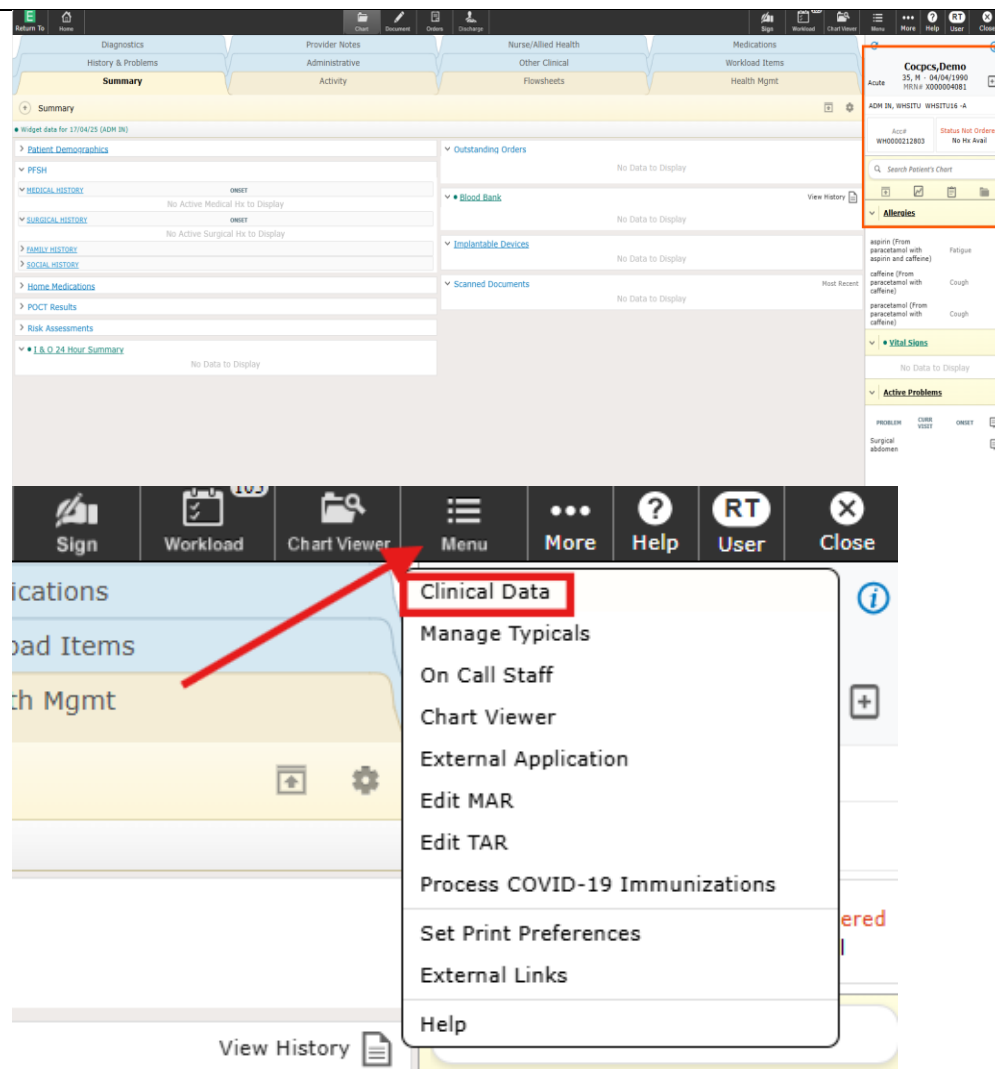 Return To
Home
Chart
Document
Orders
Discharge
Sign
Workload
Chart Viewer
Menu
More
Help
RT
User
Close
Diagnostics
Provider Notes
Nurse/Allied Health
Medications
History & Problems
Administrative
Other Clinical
Workload Items
Summary
Activity
Flowsheets
Health Mgmt
Summary
Widget data for 17/04/25 (ADM IN)
Patient Demographics
PFSH
MEDICAL HISTORY ONSET
No Active Medical Hx to Display
SURGICAL HISTORY ONSET
No Active Surgical Hx to Display
FAMILY HISTORY
SOCIAL HISTORY
Home Medications
POCT Results
Risk Assessments
I & O 24 Hour Summary
No Data to Display
Outstanding Orders
No Data to Display
Blood Bank View History
No Data to Display
Implantable Devices
No Data to Display
Scanned Documents Most Recent
No Data to Display
Cocpcs,Demo
Acute 35, M - 04/04/1990
MRN# X000004081
ADM IN, WHSITU WHSITU16 -A
Acc# Status Not Ordere
WH0000212803 No Hx Avail
Search Patient's Chart
Allergies
aspirin (From
paracetamol with Fatigue
aspirin and caffeine)
caffeine (From
paracetamol with Cough
caffeine)
paracetamol (From
paracetamol with Cough
caffeine)
Vital Signs
No Data to Display
Active Problems
PROBLEM CURR VISIT ONSET
Surgical
abdomen
Sign
Workload
Chart Viewer
Menu
More
Help
RT
User
Close
ications
oad Items
th Mgmt
Clinical Data
Manage Typicals
On Call Staff
Chart Viewer
External Application
Edit MAR
Edit TAR
Process COVID-19 Immunizations
Set Print Preferences
External Links
Help
ered
View History